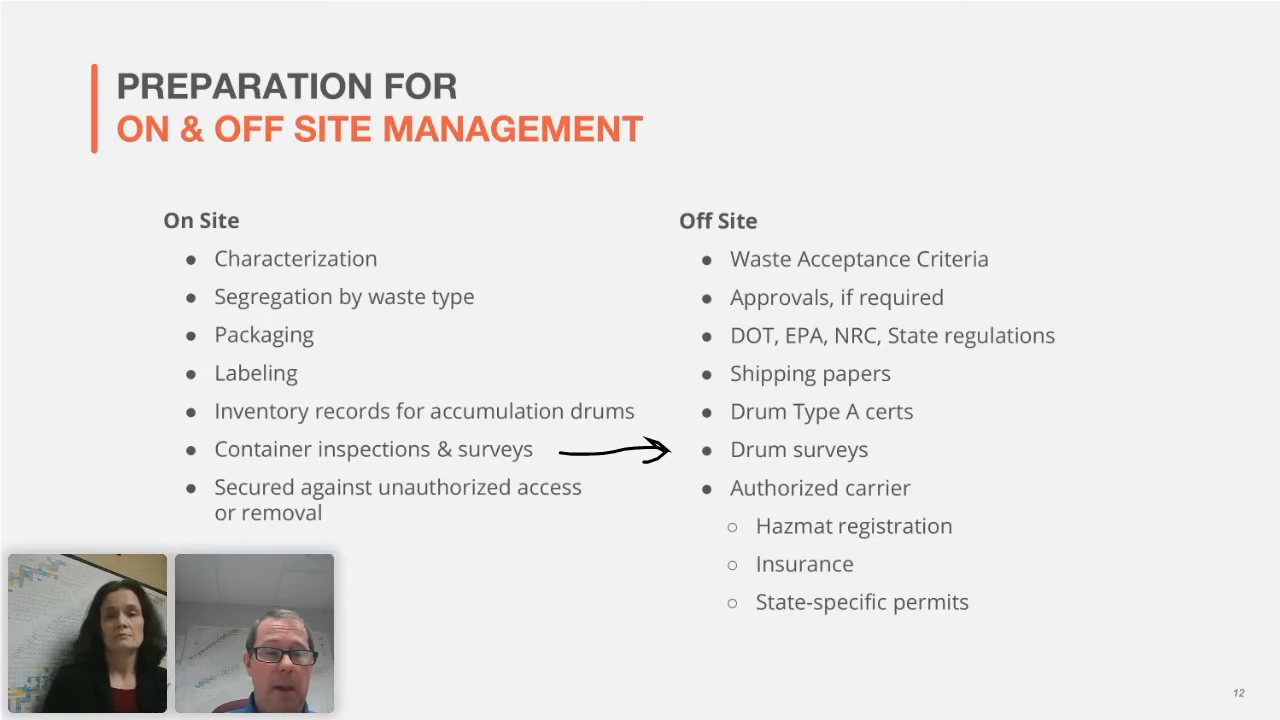 PREPARATION FOR
ON & OFF SITE MANAGEMENT
On Site
● Characterization
● Segregation by waste type
● Packaging
● Labeling
● Inventory records for accumulation drums
● Container inspections & surveys
● Secured against unauthorized access
or removal
Off Site
● Waste Acceptance Criteria
● Approvals, if required
● DOT, EPA, NRC, State regulations
● Shipping papers
● Drum Type A certs
● Drum surveys
● Authorized carrier
○ Hazmat registration
○ Insurance
○ State-specific permits
12